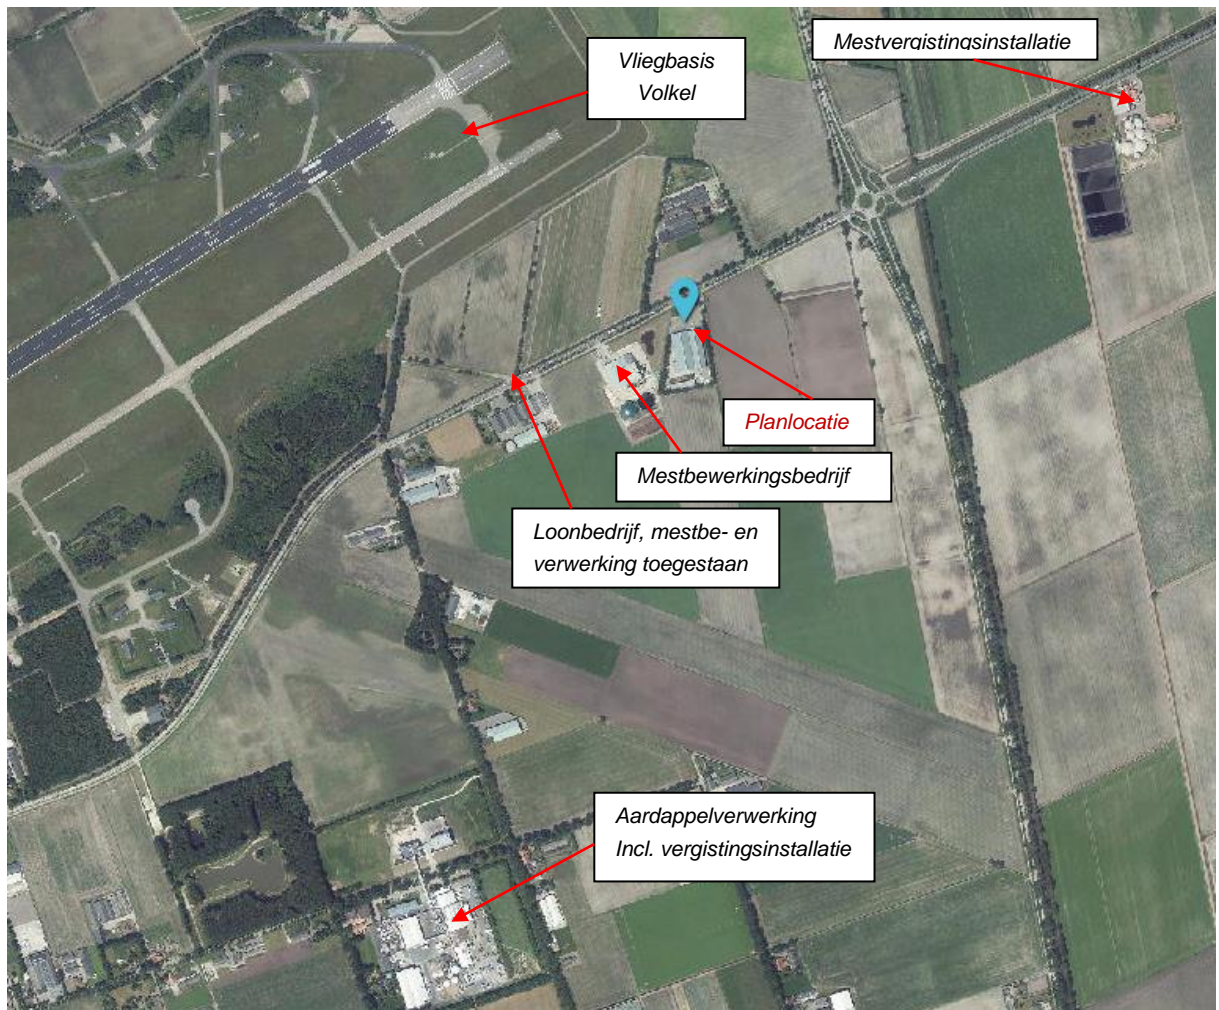 Mestvergistingsinstallatie
Vliegbasis
Volkel
Planlocatie
Mestbewerkingsbedrijf
Loonbedrijf, mestbe- en
verwerking toegestaan
Aardappelverwerking
Incl. vergistingsinstallatie